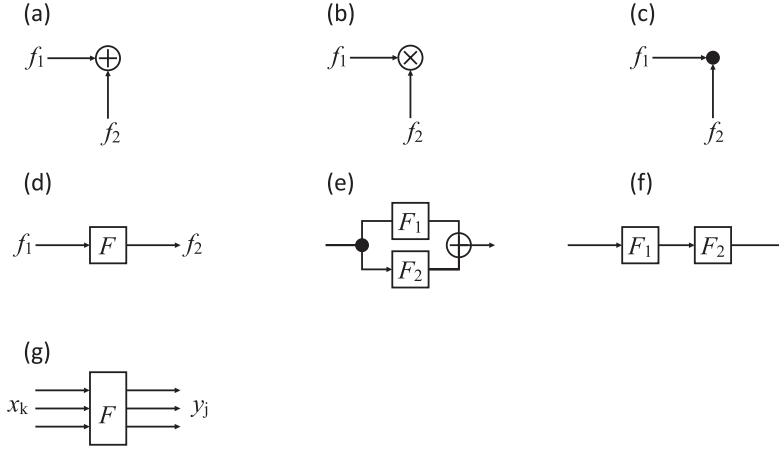 (a) (b) (c)
f1 f1 f1
f2 f2 f2
(d) (e) (f)
F1
f1 F f2 F1 F2
F2
(g)
xk F yj